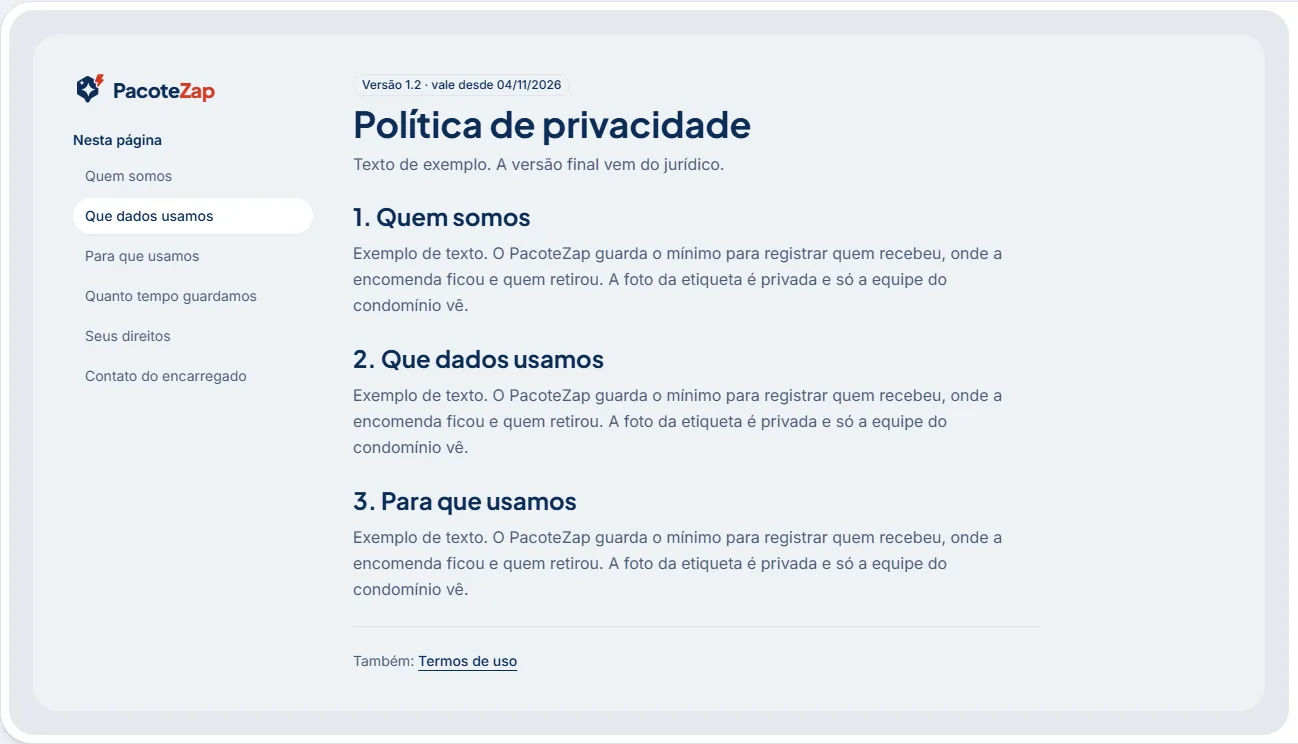 PacoteZap
Nesta página
Quem somos
Que dados usamos
Para que usamos
Quanto tempo guardamos
Seus direitos
Contato do encarregado
Versão 1.2 · vale desde 04/11/2026
Política de privacidade
Texto de exemplo. A versão final vem do jurídico.
1. Quem somos
Exemplo de texto. O PacoteZap guarda o mínimo para registrar quem recebeu, onde a
encomenda ficou e quem retirou. A foto da etiqueta é privada e só a equipe do
condomínio vê.
2. Que dados usamos
Exemplo de texto. O PacoteZap guarda o mínimo para registrar quem recebeu, onde a
encomenda ficou e quem retirou. A foto da etiqueta é privada e só a equipe do
condomínio vê.
3. Para que usamos
Exemplo de texto. O PacoteZap guarda o mínimo para registrar quem recebeu, onde a
encomenda ficou e quem retirou. A foto da etiqueta é privada e só a equipe do
condomínio vê.
Também: Termos de uso